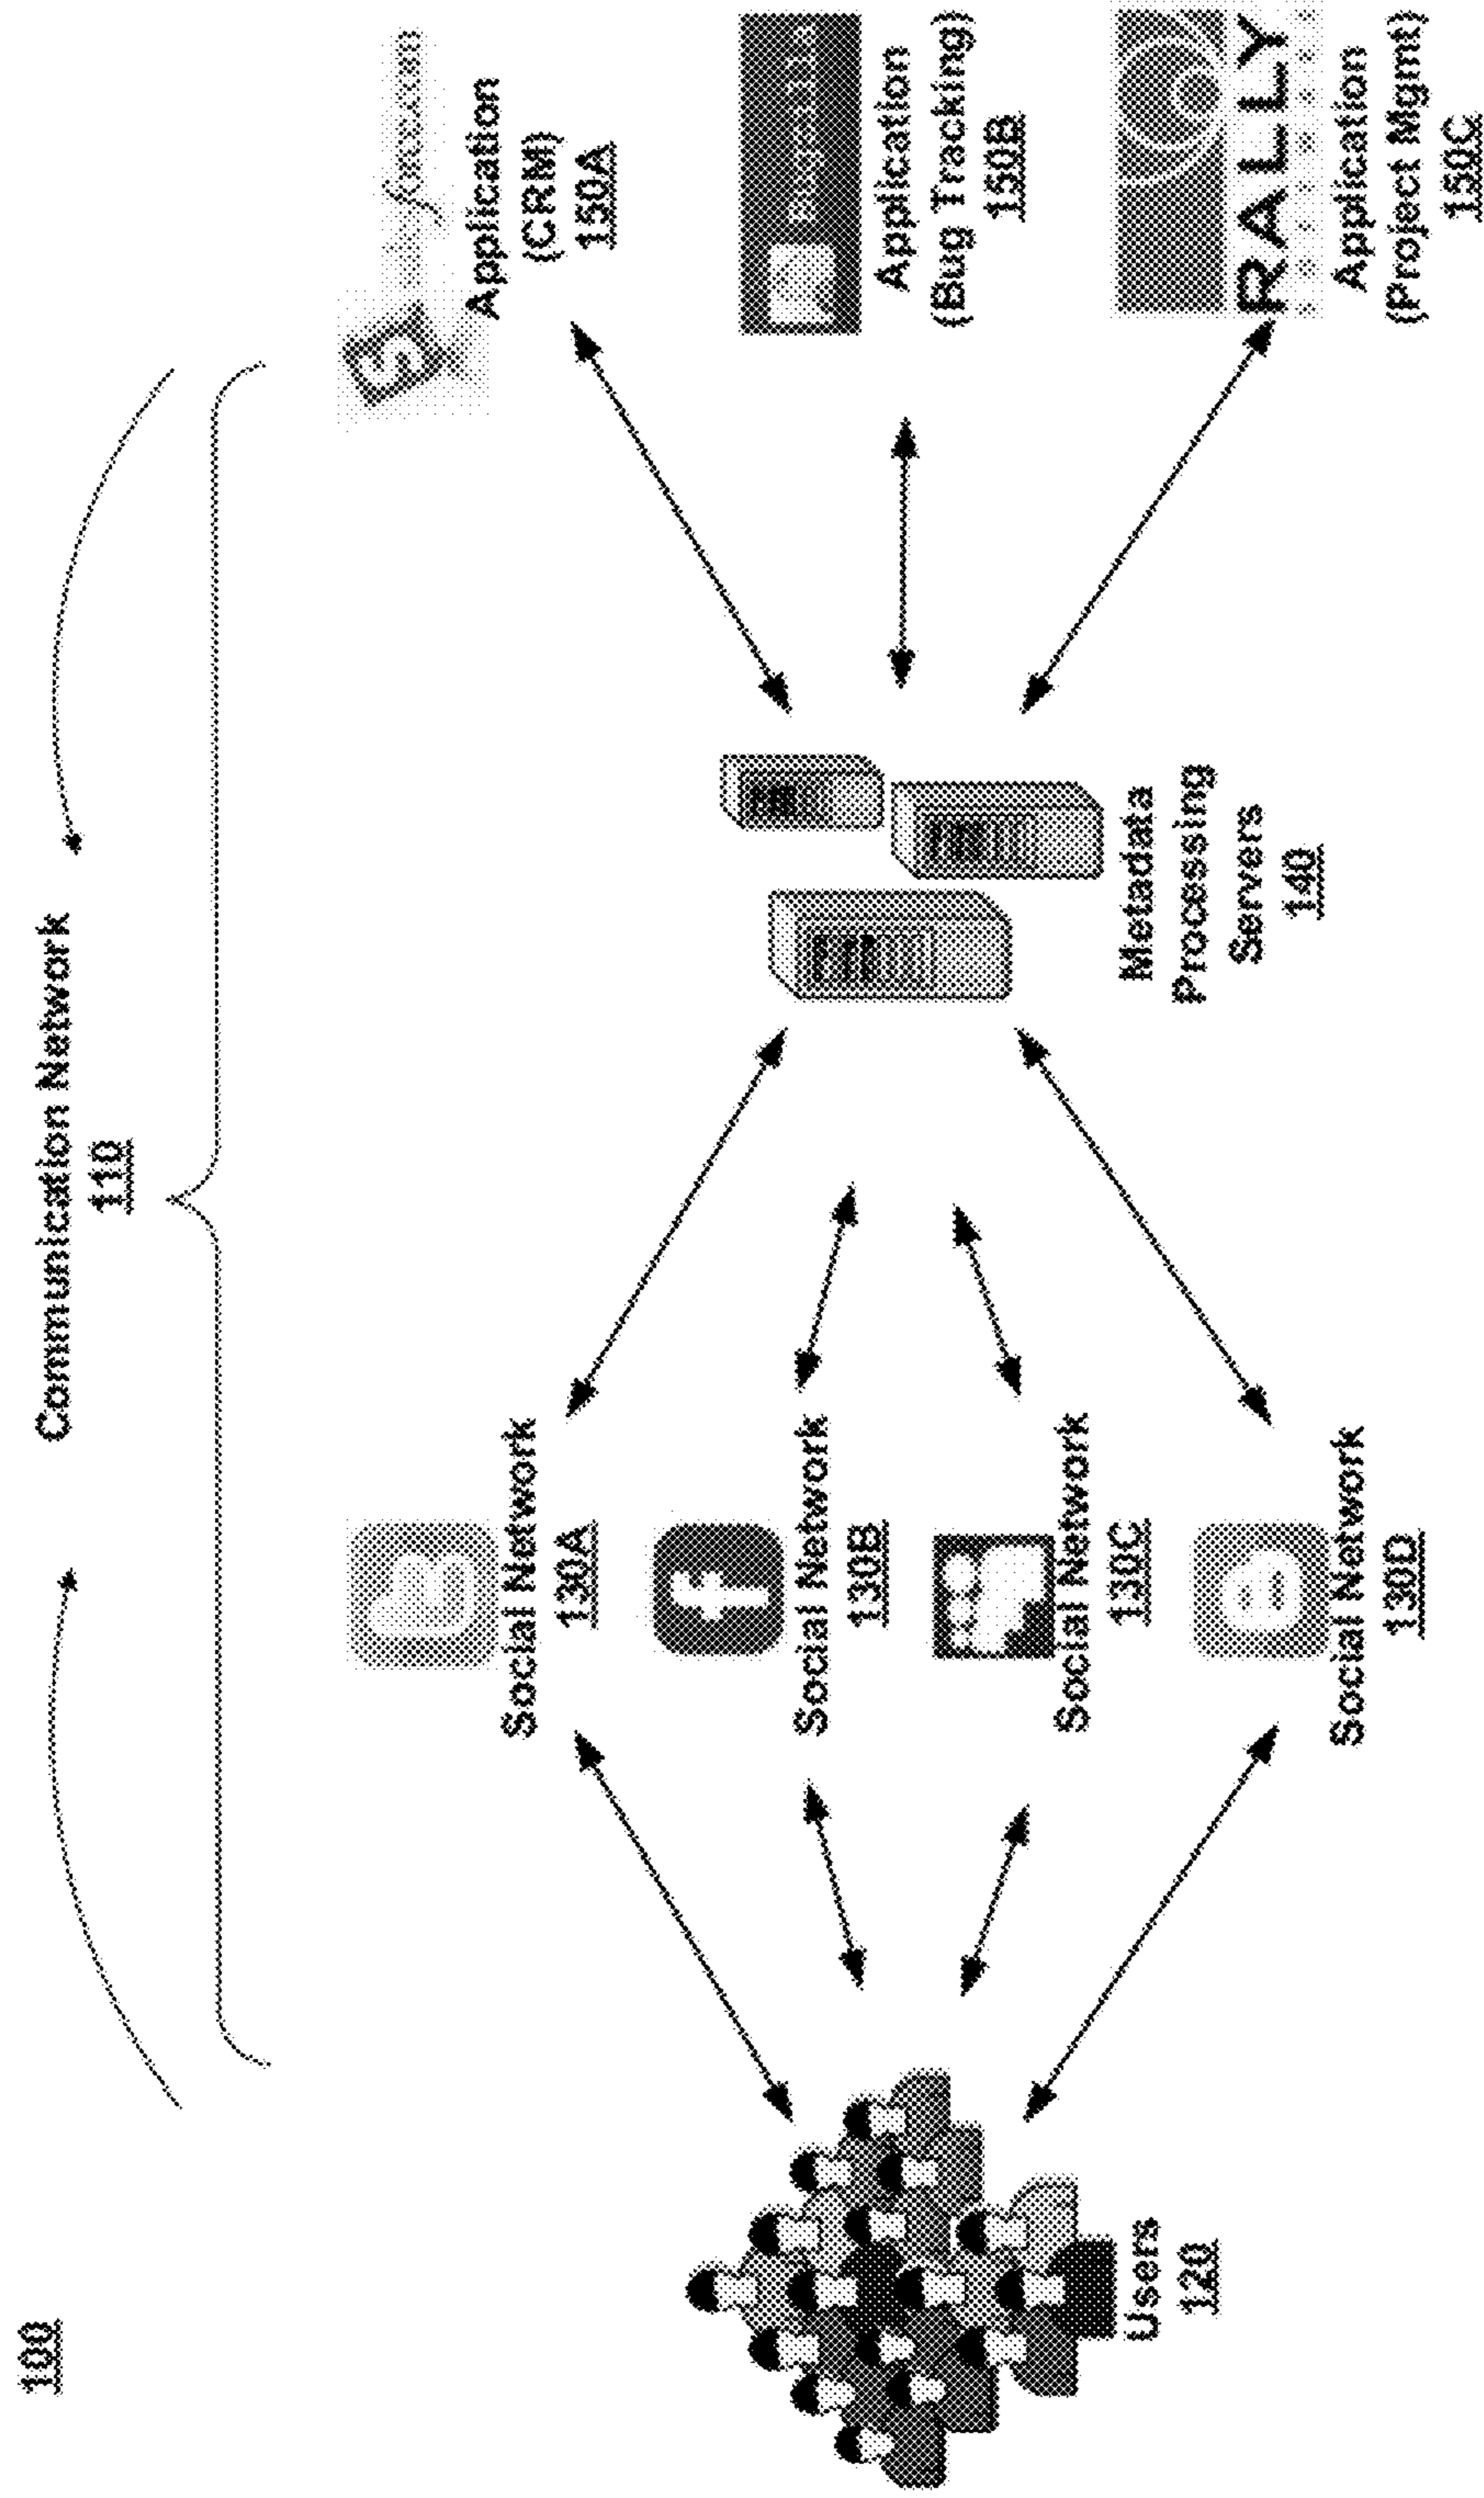 100
Communication Network
110
Users
120
Social Network
130A
f
Social Network
130B
Social Network
130C
Social Network
130D
Metadata
Processing
Servers
140
Application
(CRM)
150A
Application
(Bug Tracking)
150B
RALLY
Application
(Project Mgmt)
150C